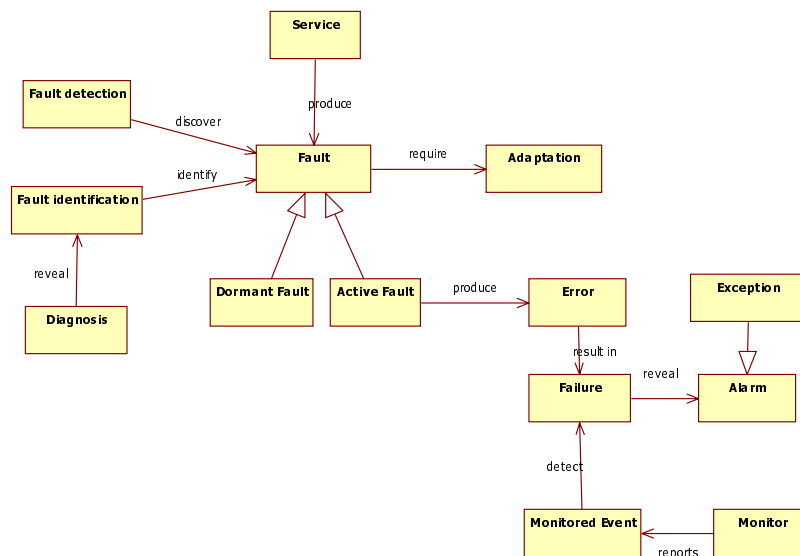 Service
Fault detection
produce
discover
Fault
require
Adaptation
identify
Fault identification
reveal
Dormant Fault
Active Fault
produce
Error
Exception
Diagnosis
result in
reveal
Failure
Alarm
detect
Monitored Event
Monitor
reports